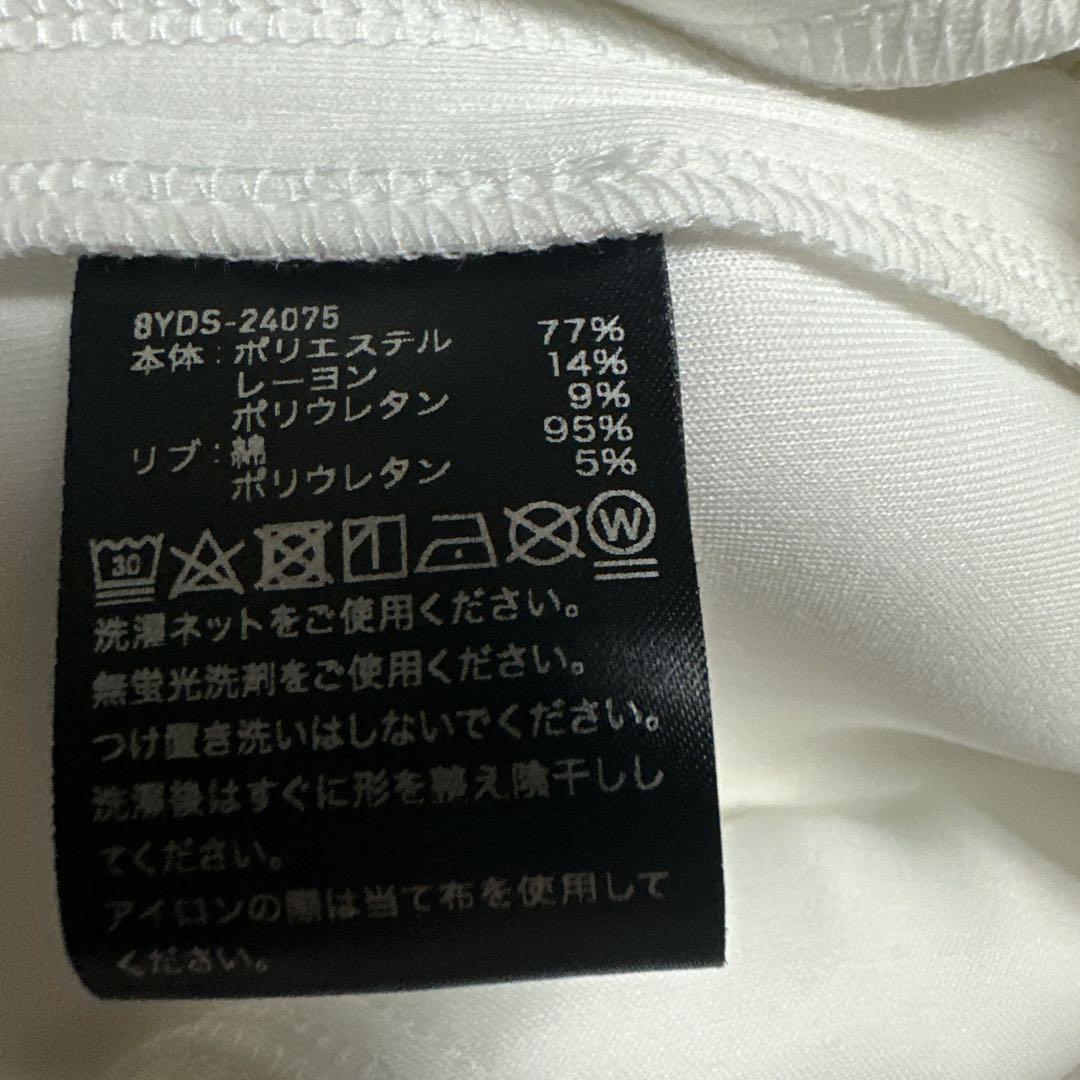 8YDS-24075
本体:ポリエステル 77%
レーヨン 14%
ポリウレタン 9%
リブ:綿 95%
ポリウレタン 5%
30 W
洗濯ネットをご使用ください。
無蛍光洗剤をご使用ください。
つけ置き洗いはしないでください。
洗濯後はすぐに形を整え陰干しし
てください。
アイロンの際は当て布を使用して
ください。